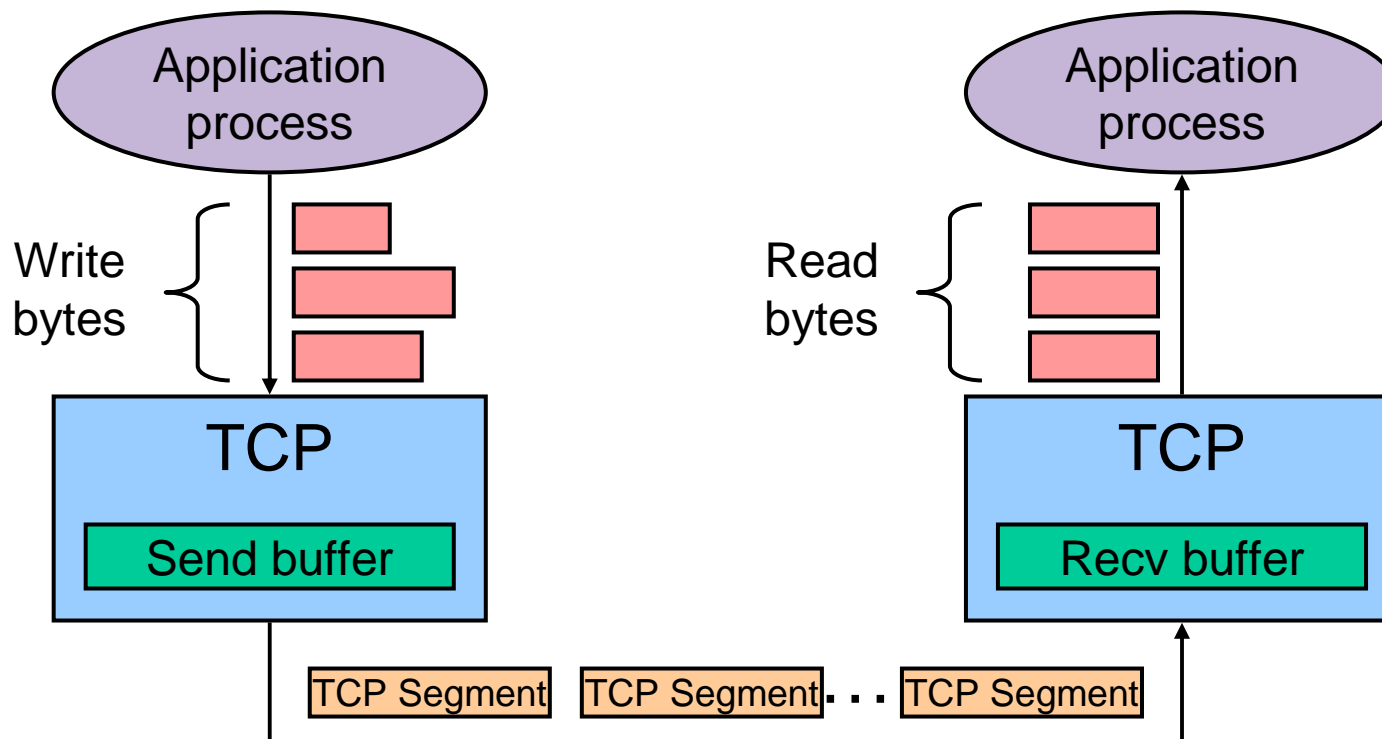 Application
process
Application
process
Write
bytes
Read
bytes
TCP
TCP
Send buffer
Recv buffer
TCP Segment
TCP Segment
. . .
TCP Segment